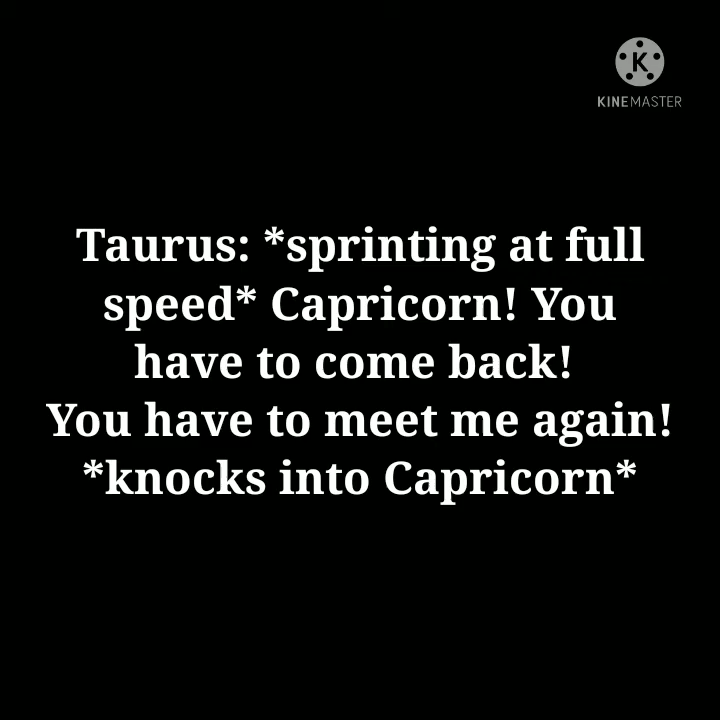 K
KINEMASTER
Taurus: *sprinting at full
speed* Capricorn! You
have to come back!
You have to meet me again!
*knocks into Capricorn*